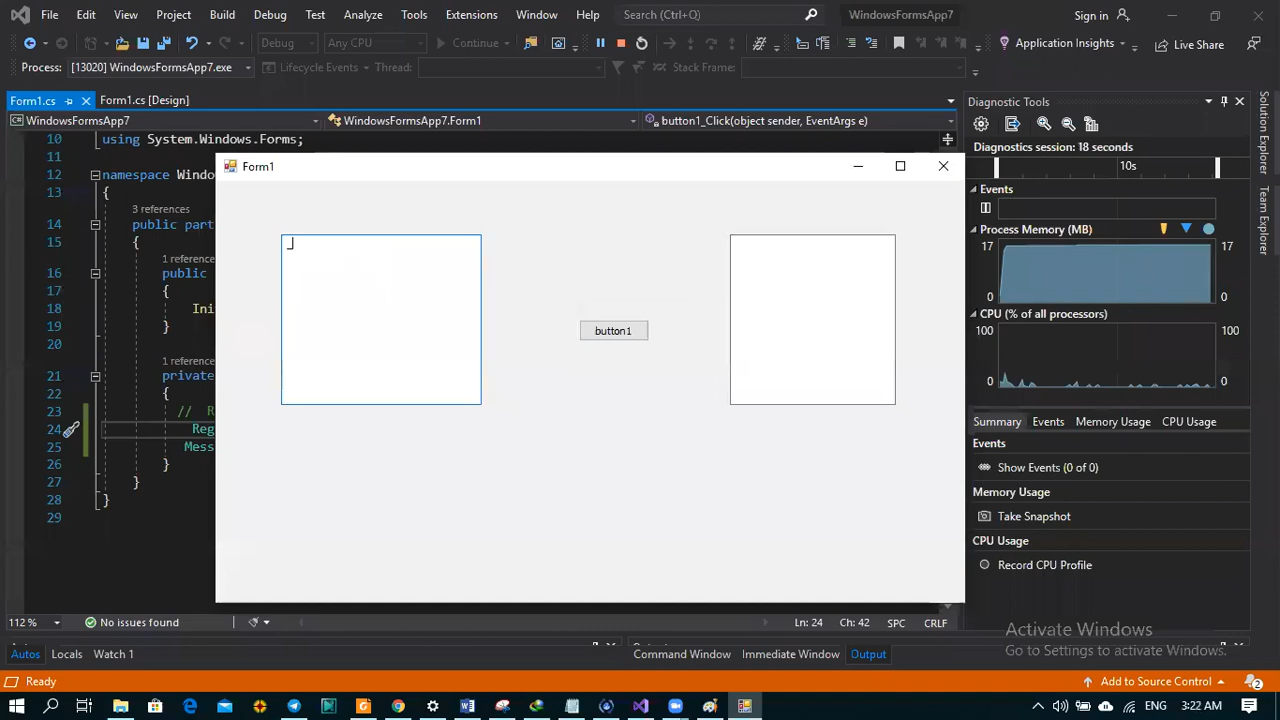 File Edit View Project Build Debug Test Analyze Tools Extensions Window Help Search (Ctrl+Q) WindowsFormsApp7 Sign in
Debug Any CPU Continue Application Insights Live Share
Process: [13020] WindowsFormsApp7.exe Lifecycle Events Thread: Stack Frame:
Form1.cs Form1.cs [Design]
WindowsFormsApp7 WindowsFormsApp7.Form1 button1_Click(object sender, EventArgs e)
10 using System.Windows.Forms;
11
12 namespace Windo
13 {
3 references
14 public part
15 {
1 reference
16 public
17 {
18 Ini
19 }
20
1 reference
21 private
22 {
23 // R
24 Reg
25 Mess
26 }
27 }
28 }
29
Form1
button1
Diagnostic Tools
Diagnostics session: 18 seconds
10s
Events
Process Memory (MB)
17 17
0 0
CPU (% of all processors)
100 100
0 0
Summary Events Memory Usage CPU Usage
Events
Show Events (0 of 0)
Memory Usage
Take Snapshot
CPU Usage
Record CPU Profile
Solution Explorer
Team Explorer
Activate Windows
Go to Settings to activate Windows.
112 % No issues found Ln: 24 Ch: 42 SPC CRLF
Autos Locals Watch 1 Command Window Immediate Window Output
Ready Add to Source Control 2
3:22 AM